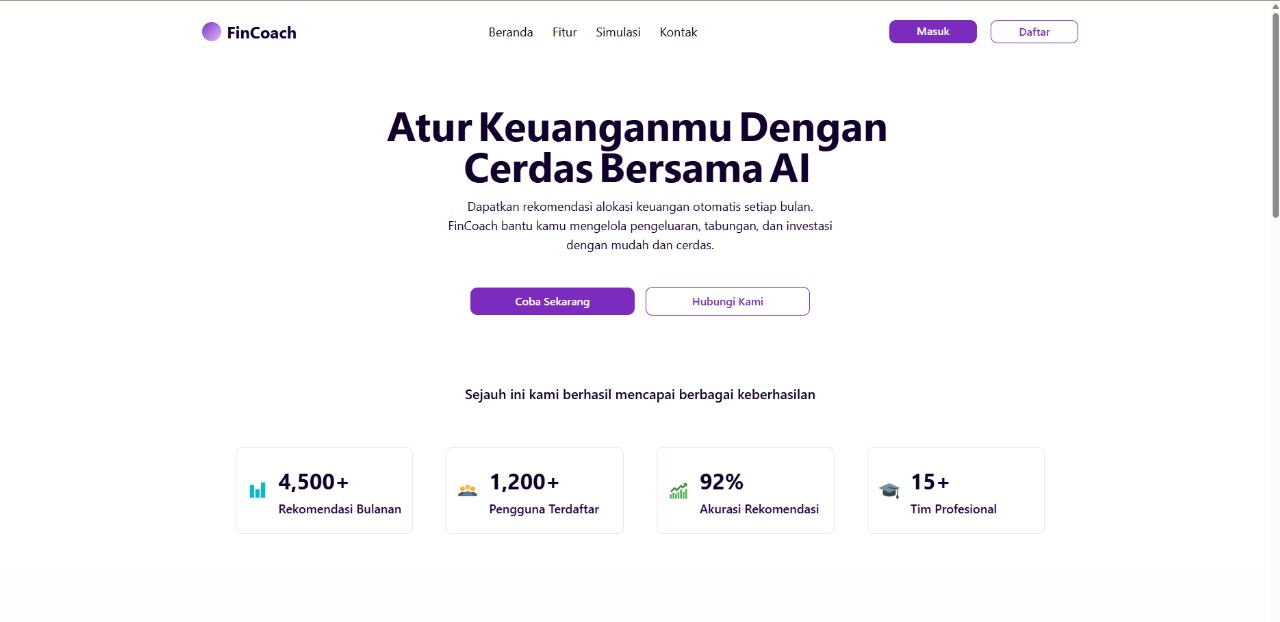 FinCoach
Beranda
Fitur
Simulasi
Kontak
Masuk
Daftar
Atur Keuanganmu Dengan
Cerdas Bersama AI
Dapatkan rekomendasi alokasi keuangan otomatis setiap bulan.
FinCoach bantu kamu mengelola pengeluaran, tabungan, dan investasi
dengan mudah dan cerdas.
Coba Sekarang
Hubungi Kami
Sejauh ini kami berhasil mencapai berbagai keberhasilan
4,500+
Rekomendasi Bulanan
1,200+
Pengguna Terdaftar
92%
Akurasi Rekomendasi
15+
Tim Profesional